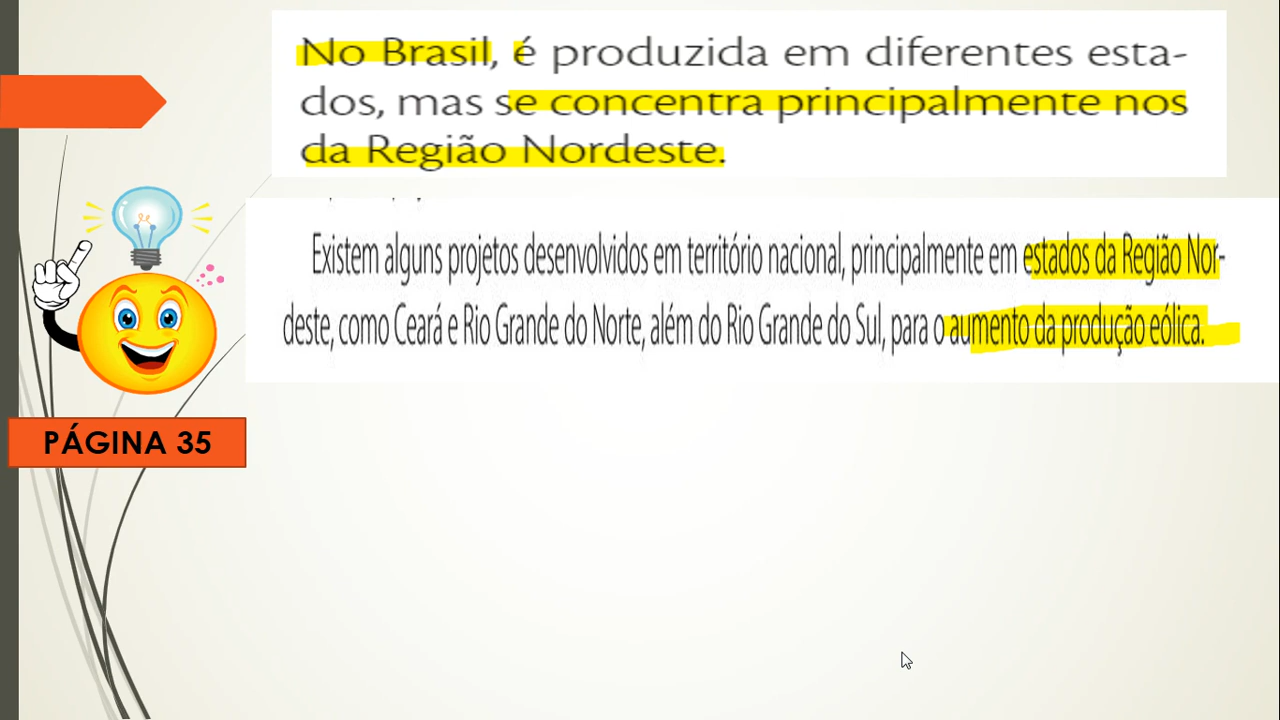 No Brasil, é produzida em diferentes esta-
dos, mas se concentra principalmente nos
da Região Nordeste.
Existem alguns projetos desenvolvidos em território nacional, principalmente em estados da Região Nor-
deste, como Ceará e Rio Grande do Norte, além do Rio Grande do Sul, para o aumento da produção eólica.
PÁGINA 35